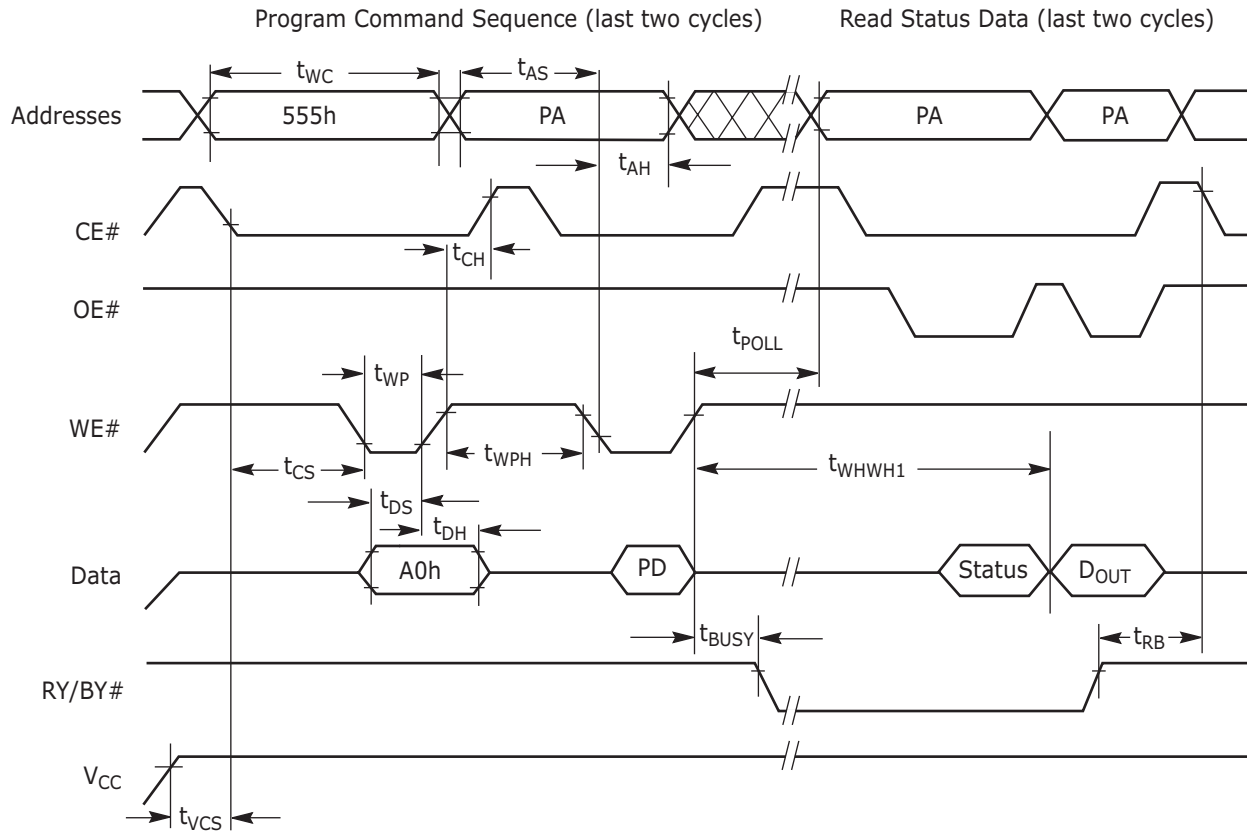 Program Command Sequence (last two cycles)
Read Status Data (last two cycles)
tWC
tAS
Addresses
555h
PA
PA
PA
tAH
CE#
tCH
OE#
tPOLL
tWP
WE#
tCS
tWPH
tWHWH1
tDS
tDH
Data
A0h
PD
Status
DOUT
tBUSY
tRB
RY/BY#
VCC
tVCS